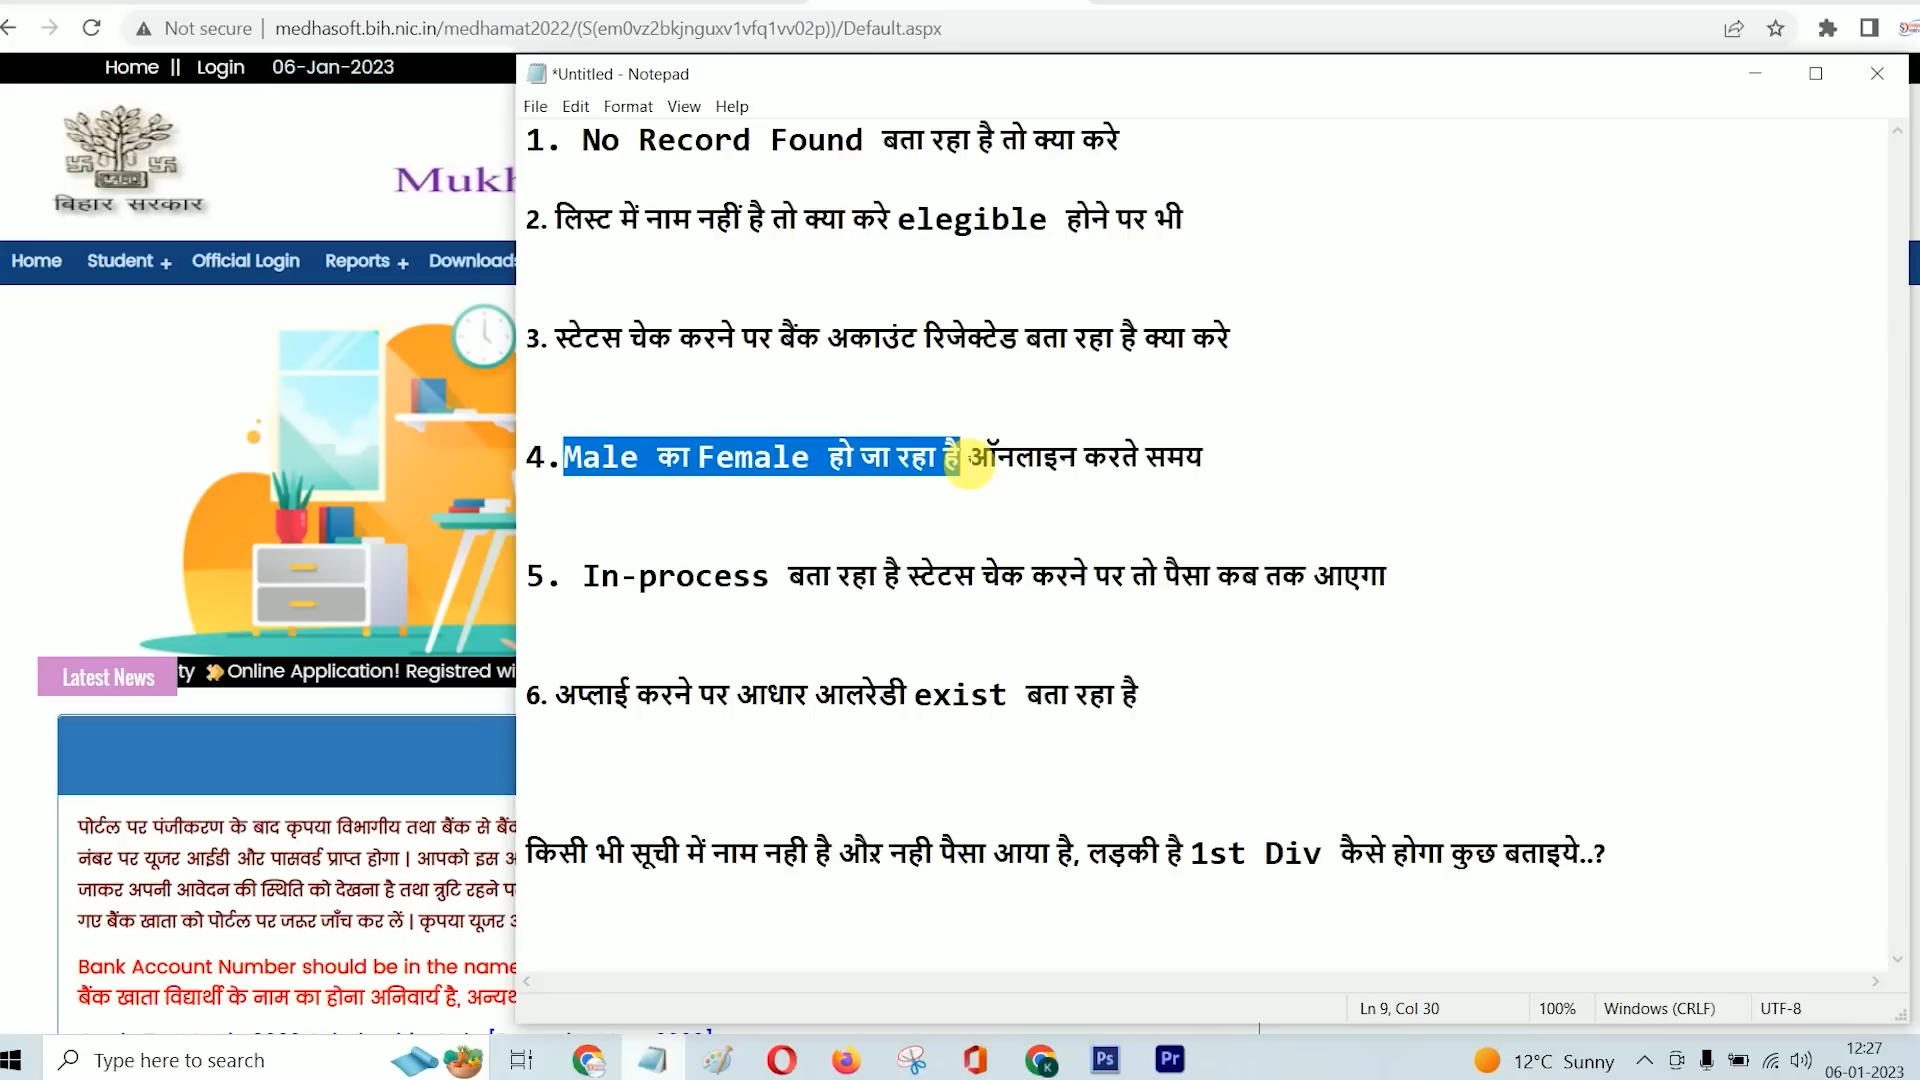 Not secure | medhasoft.bih.nic.in/medhamat2022/(S(em0vz2bkjnguxv1vfq1vv02p))/Default.aspx
Home || Login 06-Jan-2023
*Untitled - Notepad
File Edit Format View Help
1. No Record Found बता रहा है तो क्या करे
बिहार सरकार
Mukh
2. लिस्ट में नाम नहीं है तो क्या करे elegible होने पर भी
Home Student + Official Login Reports + Downloads
3. स्टेटस चेक करने पर बैंक अकाउंट रिजेक्टेड बता रहा है क्या करे
4.Male का Female हो जा रहा है ऑनलाइन करते समय
5. In-process बता रहा है स्टेटस चेक करने पर तो पैसा कब तक आएगा
Latest News ty Online Application! Registred wi
6. अप्लाई करने पर आधार आलरेडी exist बता रहा है
किसी भी सूची में नाम नही है औऱ नही पैसा आया है, लड़की है 1st Div कैसे होगा कुछ बताइये..?
पोर्टल पर पंजीकरण के बाद कृपया विभागीय तथा बैंक से बैंक
नंबर पर यूजर आईडी और पासवर्ड प्राप्त होगा | आपको इस
जाकर अपनी आवेदन की स्थिति को देखना है तथा त्रुटि रहने
गए बैंक खाता को पोर्टल पर जरूर जाँच कर लें | कृपया यूजर
Bank Account Number should be in the name
बैंक खाता विद्यार्थी के नाम का होना अनिवार्य है,
Ln 9, Col 30 100% Windows (CRLF) UTF-8
Type here to search
12°C Sunny
12:27
06-01-2023